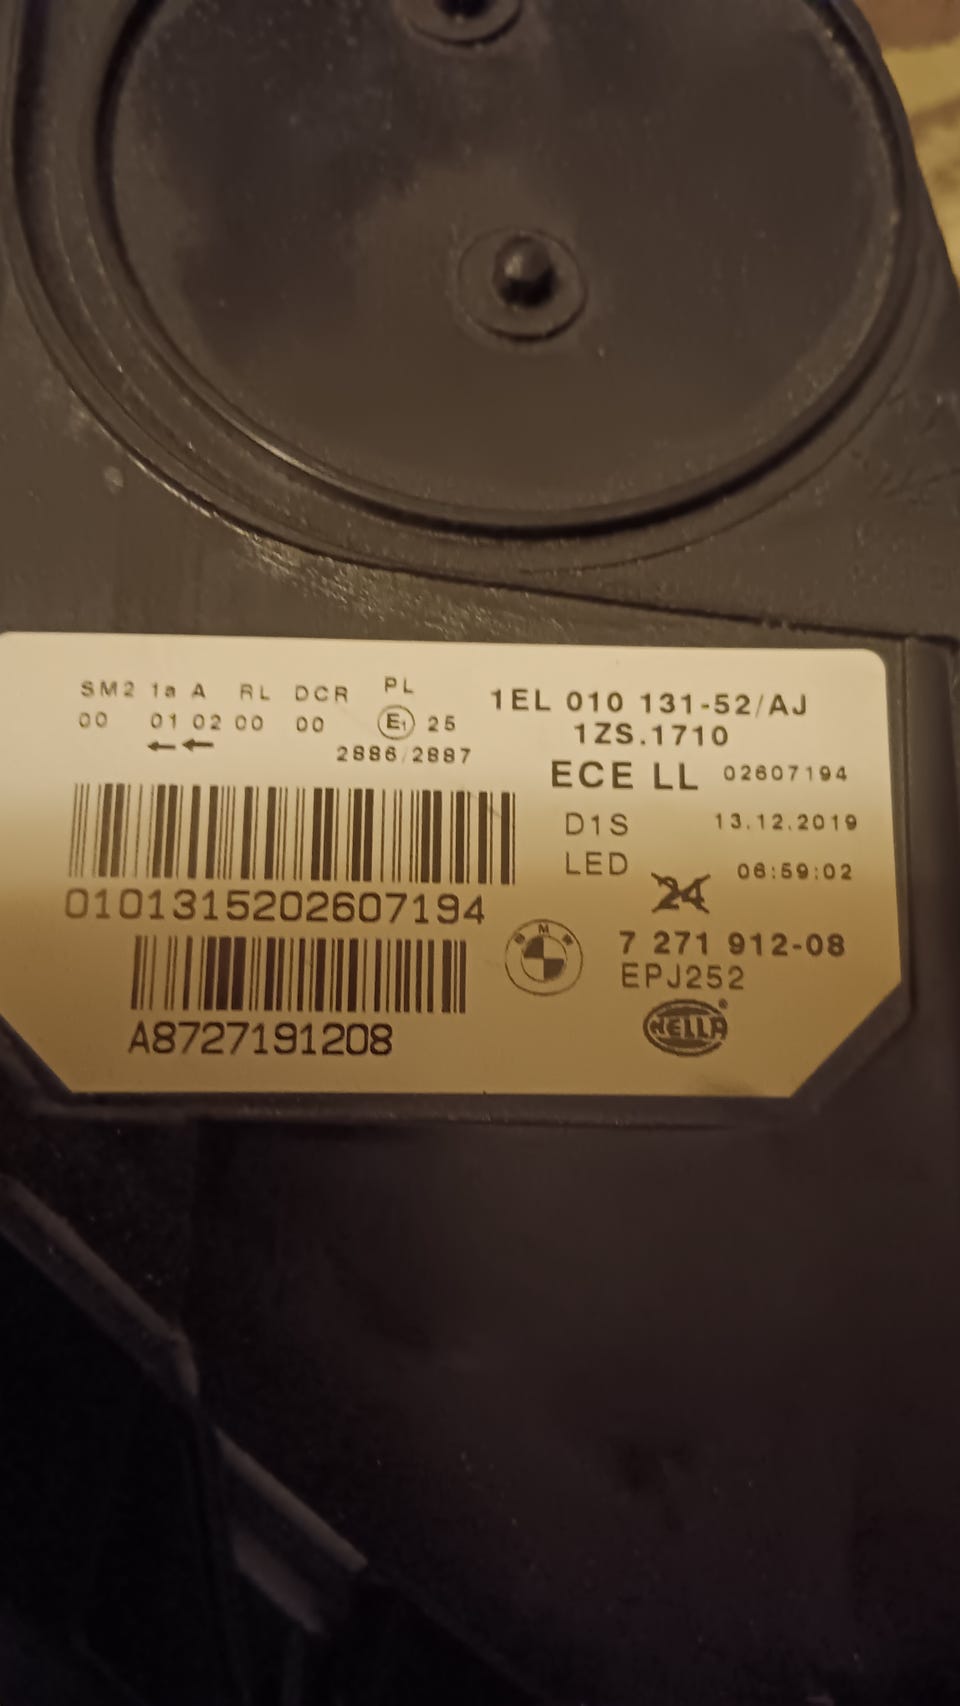 SM2 1a A RL DCR PL
00 01 02 00 00 E1 25
2886/2887
0101315202607194
A8727191208
1EL 010 131-52/AJ
1ZS.1710
ECE LL 02607194
D1S 13.12.2019
LED 06:59:02
24
BMW 7 271 912-08
EPJ252
HELLA®